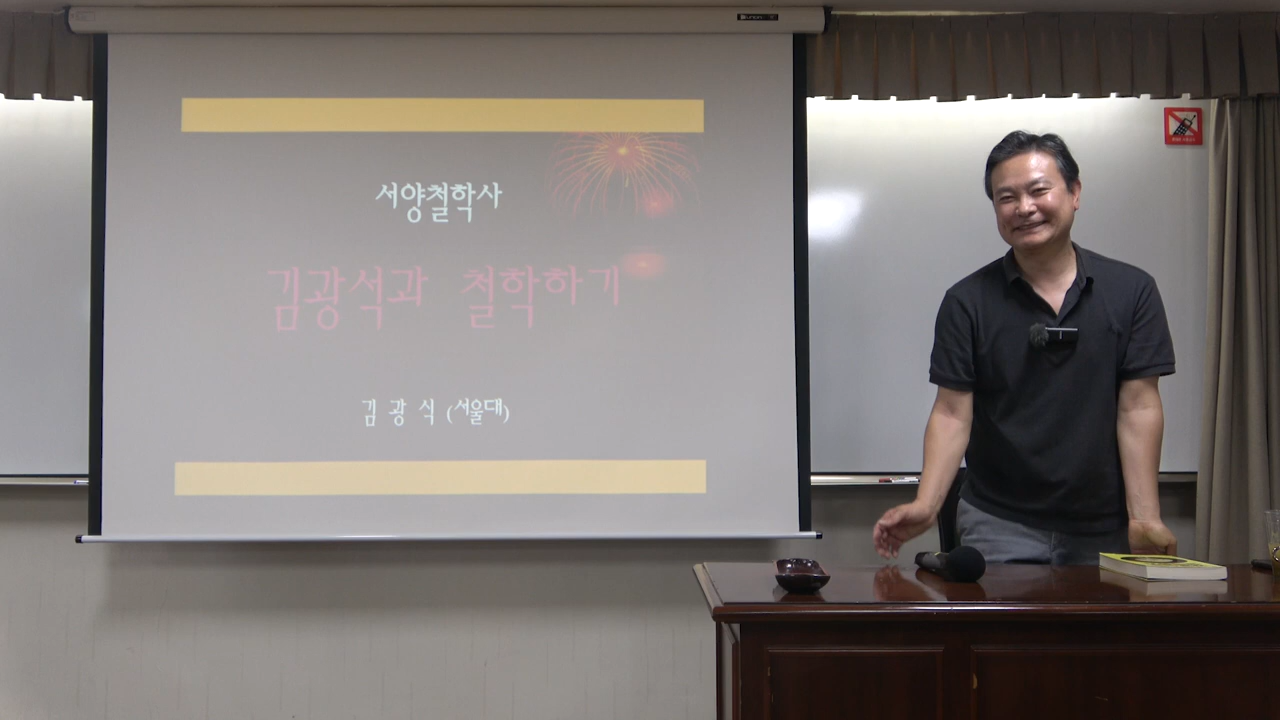 서양철학사
김광석과 철학하기
김 광 식 (서울대)